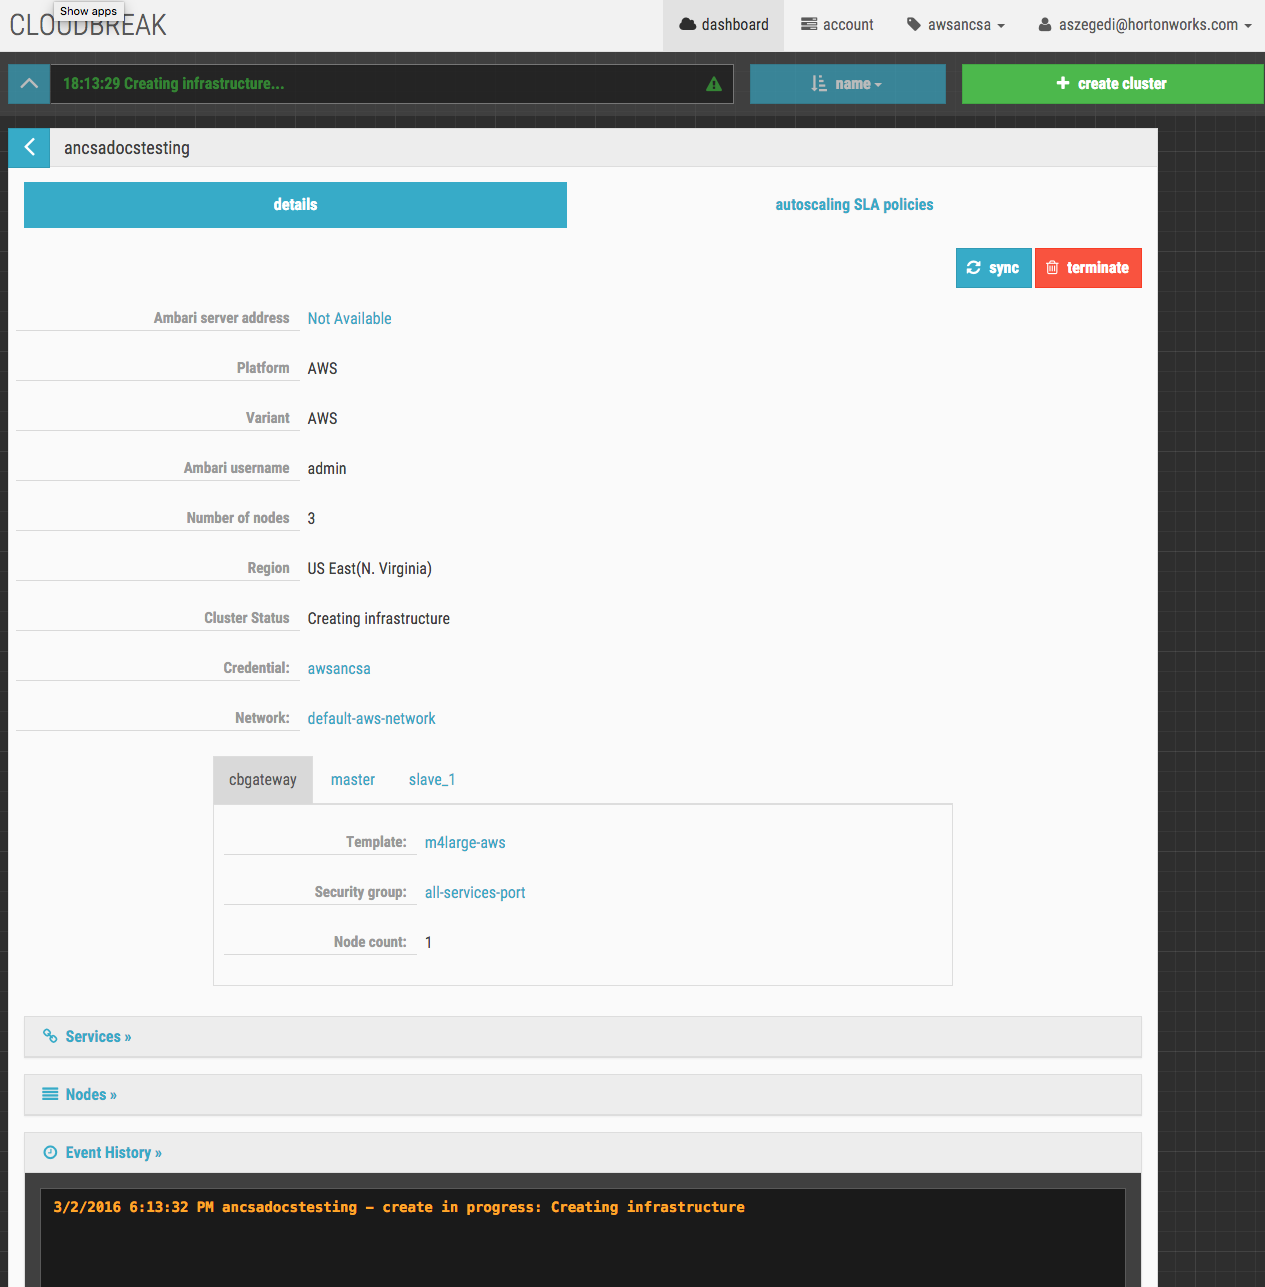 Show apps
CLOUDBREAK
dashboard
account
awsancsa
aszegedi@hortonworks.com
18:13:29 Creating infrastructure...
name
create cluster
ancsadocstesting
details
autoscaling SLA policies
sync
terminate
Ambari server address Not Available
Platform AWS
Variant AWS
Ambari username admin
Number of nodes 3
Region US East(N. Virginia)
Cluster Status Creating infrastructure
Credential: awsancsa
Network: default-aws-network
cbgateway master slave_1
Template: m4large-aws
Security group: all-services-port
Node count: 1
Services »
Nodes »
Event History »
3/2/2016 6:13:32 PM ancsadocstesting – create in progress: Creating infrastructure